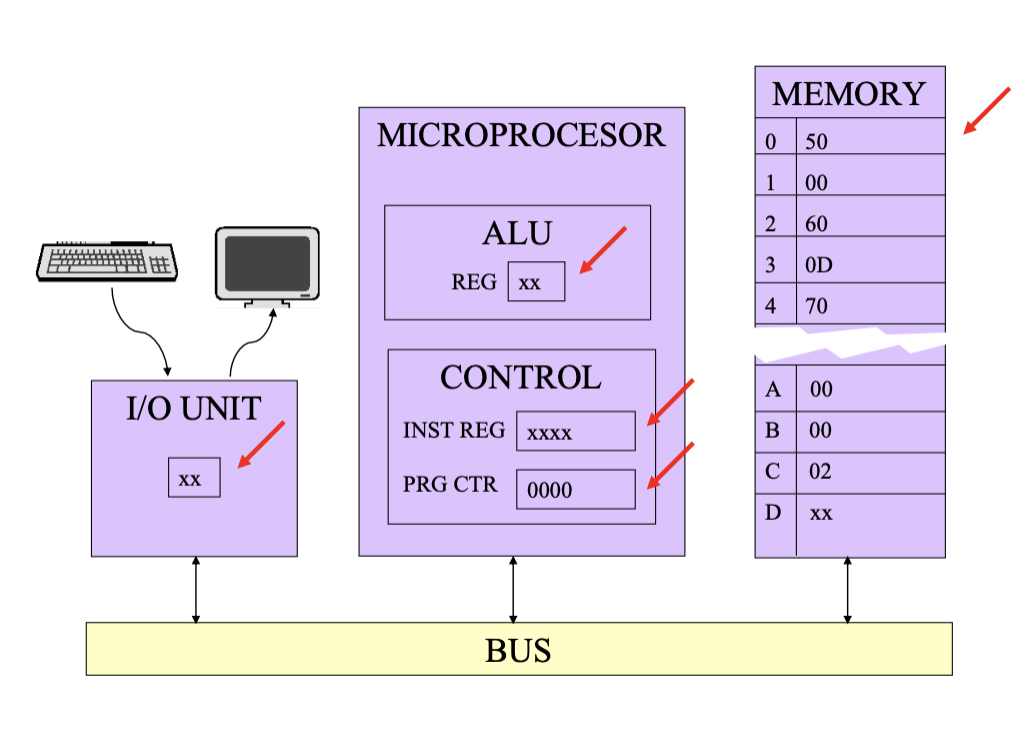 MEMORY
0 50
1 00
2 60
3 0D
4 70
A 00
B 00
C 02
D xx
MICROPROCESOR
ALU
REG xx
CONTROL
INST REG xxxx
PRG CTR 0000
I/O UNIT
xx
BUS